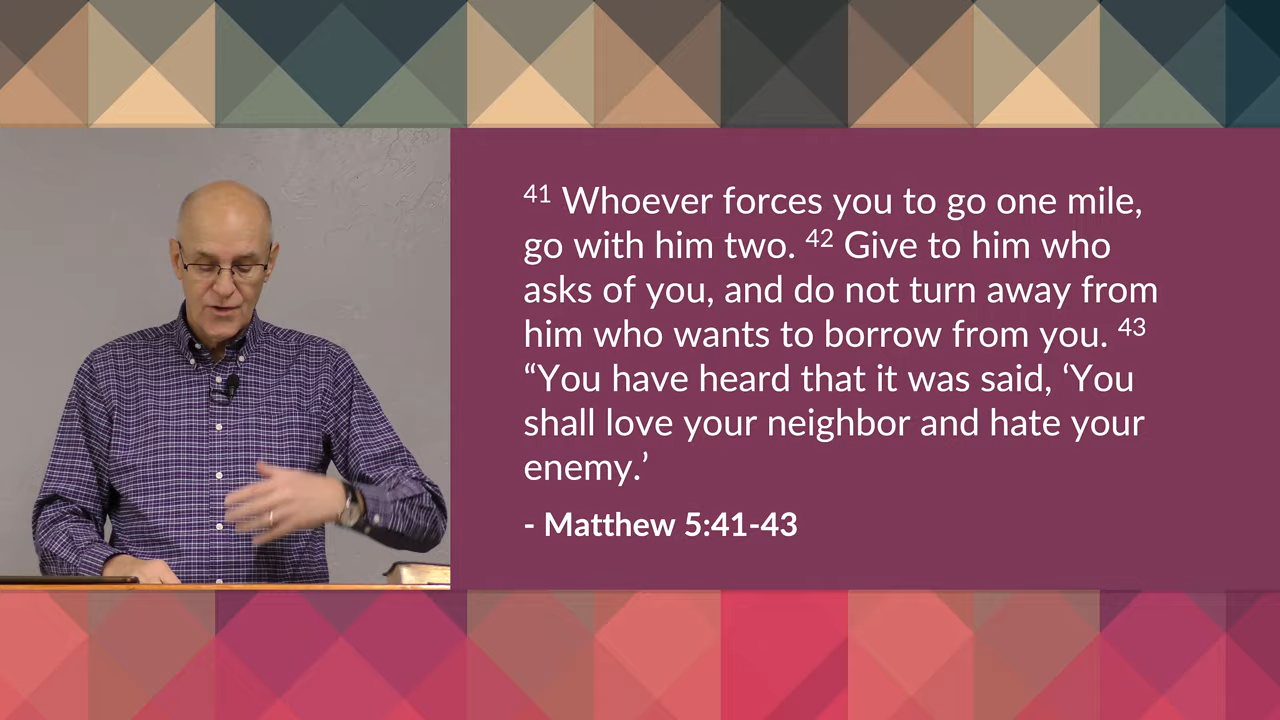 41 Whoever forces you to go one mile,
go with him two. 42 Give to him who
asks of you, and do not turn away from
him who wants to borrow from you. 43
“You have heard that it was said, ‘You
shall love your neighbor and hate your
enemy.’
- Matthew 5:41-43